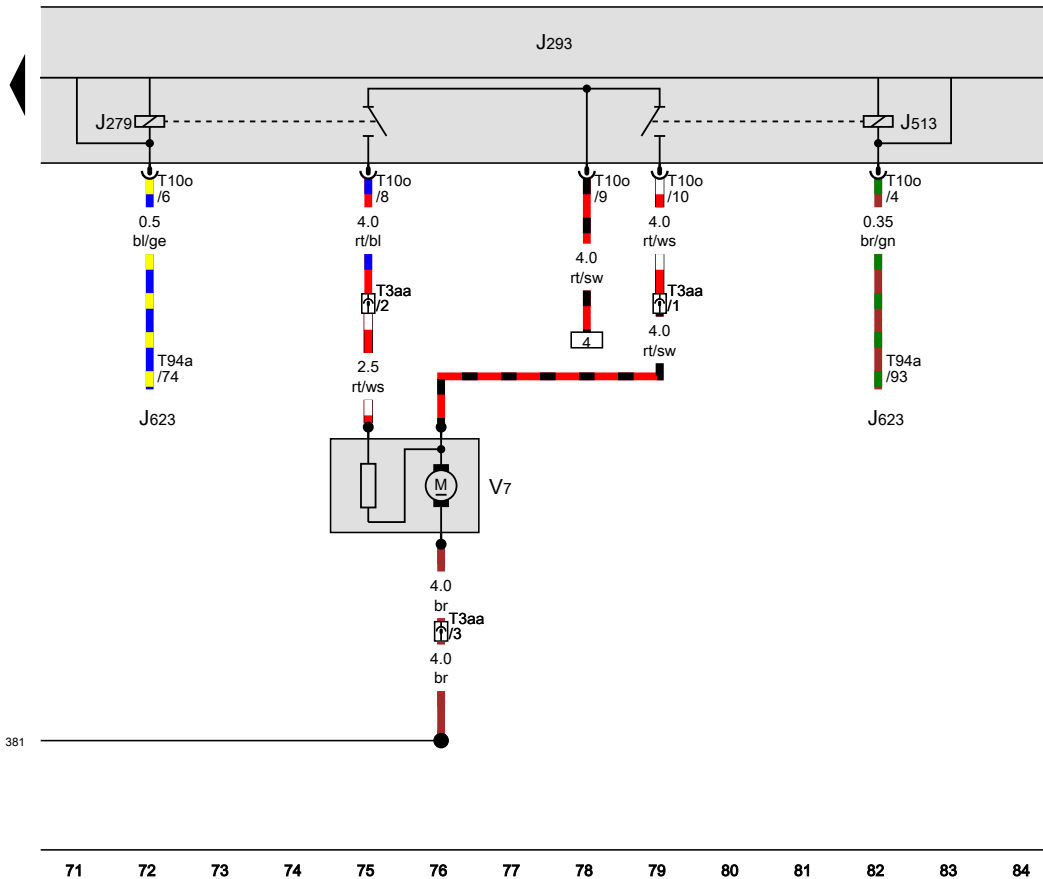 J293
J279
J513
T10o
/6
T10o
/8
T10o
/9
T10o
/10
T10o
/4
0.5
bl/ge
4.0
rt/bl
4.0
rt/sw
4.0
rt/ws
0.35
br/gn
T3aa
/2
T3aa
/1
4.0
rt/sw
4
T94a
/74
J623
2.5
rt/ws
T94a
/93
J623
M
V7
4.0
br
T3aa
/3
4.0
br
381
71 72 73 74 75 76 77 78 79 80 81 82 83 84